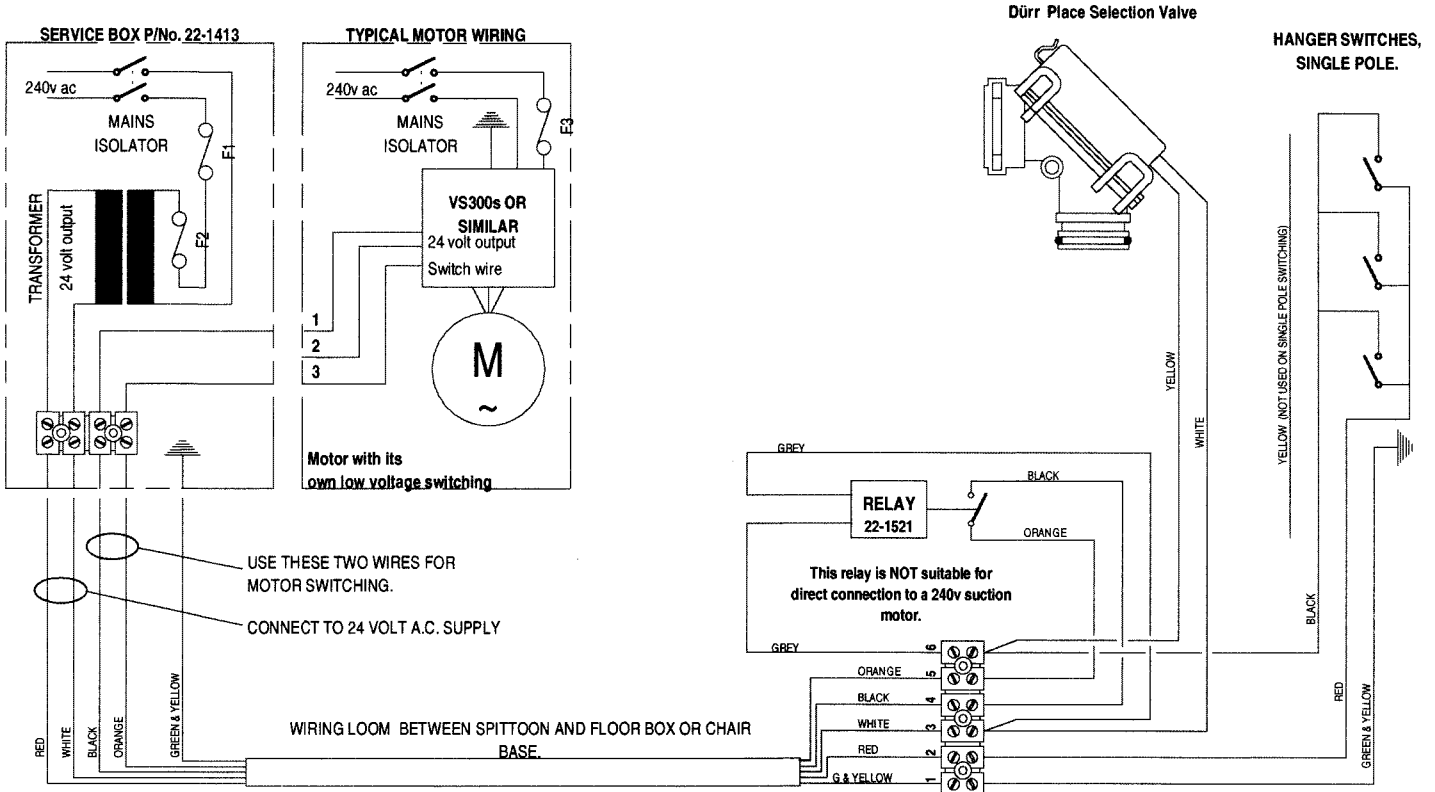 Dürr Place Selection Valve
SERVICE BOX P/No. 22-1413
TYPICAL MOTOR WIRING
HANGER SWITCHES,
SINGLE POLE.
240v ac
MAINS
ISOLATOR
F1
240v ac
MAINS
ISOLATOR
F3
TRANSFORMER
24 volt output
F2
VS300s OR
SIMILAR
24 volt output
Switch wire
1
2
3
M
~
Motor with its
own low voltage switching
YELLOW
WHITE
YELLOW (NOT USED ON SINGLE POLE SWITCHING)
GREY
BLACK
RELAY
22-1521
ORANGE
This relay is NOT suitable for
direct connection to a 240v suction
motor.
USE THESE TWO WIRES FOR
MOTOR SWITCHING.
CONNECT TO 24 VOLT A.C. SUPPLY
BLACK
GREY
6
ORANGE
5
BLACK
4
WHITE
3
RED
2
G & YELLOW
1
RED
GREEN & YELLOW
RED
WHITE
BLACK
ORANGE
GREEN & YELLOW
WIRING LOOM BETWEEN SPITTOON AND FLOOR BOX OR CHAIR
BASE.